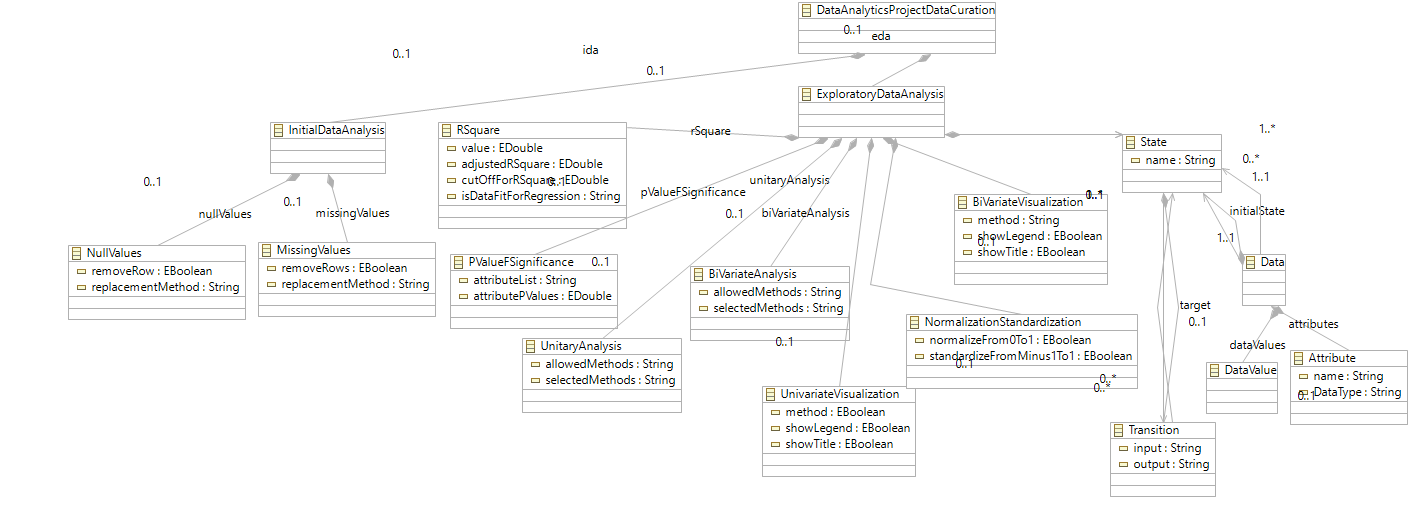 DataAnalyticsProjectDataCuration
0..1
eda
ida
0..1
0..1
ExploratoryDataAnalysis
InitialDataAnalysis
RSquare
value : EDouble
adjustedRSquare : EDouble
cutOffForRSquare : EDouble
isDataFitForRegression : String
rSquare
0..1
State
name : String
1..*
0..*
1..1
0..1
0..1
nullValues
missingValues
pValueFSignificance
unitaryAnalysis
0..1
biVariateAnalysis
BiVariateVisualization
method : String
showLegend : EBoolean
showTitle : EBoolean
0..1
initialState
1..1
NullValues
removeRow : EBoolean
replacementMethod : String
MissingValues
removeRows : EBoolean
replacementMethod : String
PValueFSignificance
attributeList : String
attributePValues : EDouble
0..1
BiVariateAnalysis
allowedMethods : String
selectedMethods : String
0..1
Data
NormalizationStandardization
normalizeFrom0To1 : EBoolean
standardizeFromMinus1To1 : EBoolean
0..1
target
0..1
attributes
dataValues
UnitaryAnalysis
allowedMethods : String
selectedMethods : String
UnivariateVisualization
method : EBoolean
showLegend : EBoolean
showTitle : EBoolean
0..*
0..*
DataValue
Attribute
name : String
DataType : String
0..1
Transition
input : String
output : String